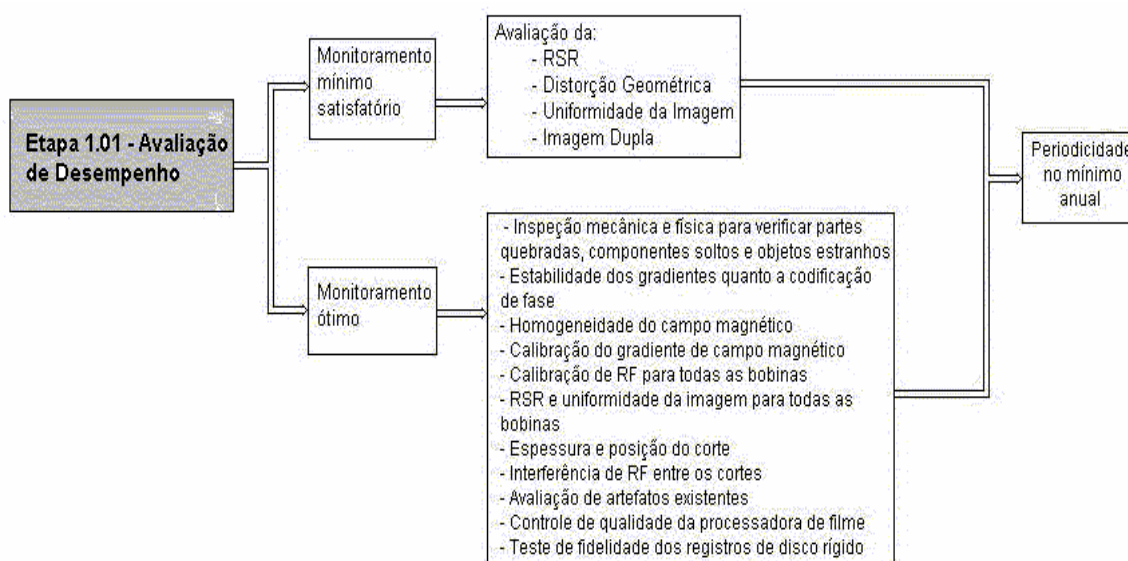 Etapa 1.01 - Avaliação
de Desempenho
Monitoramento
mínimo
satisfatório
Avaliação da:
- RSR
- Distorção Geométrica
- Uniformidade da Imagem
- Imagem Dupla
Monitoramento
ótimo
- Inspeção mecânica e física para verificar partes
quebradas, componentes soltos e objetos estranhos
- Estabilidade dos gradientes quanto a codificação
de fase
- Homogeneidade do campo magnético
- Calibração do gradiente de campo magnético
- Calibração de RF para todas as bobinas
- RSR e uniformidade da imagem para todas as
bobinas
- Espessura e posição do corte
- Interferência de RF entre os cortes
- Avaliação de artefatos existentes
- Controle de qualidade da processadora de filme
- Teste de fidelidade dos registros de disco rígido
Periodicidade
no mínimo
anual